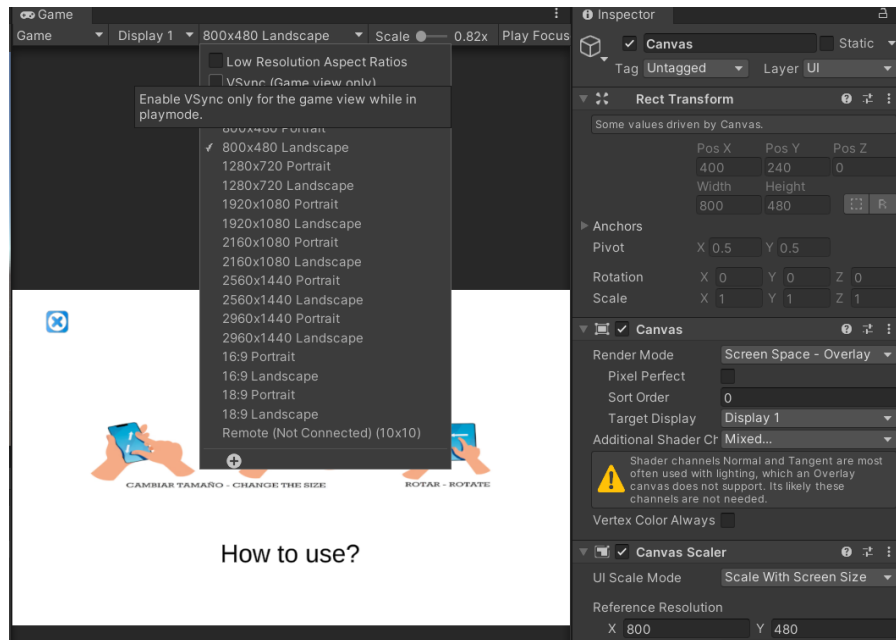 Game
Game Display 1 800x480 Landscape Scale 0.82x Play Focus
Low Resolution Aspect Ratios
VSync (Game view only)
Enable VSync only for the game view while in
playmode.
800x480 Portrait
800x480 Landscape
1280x720 Portrait
1280x720 Landscape
1920x1080 Portrait
1920x1080 Landscape
2160x1080 Portrait
2160x1080 Landscape
2560x1440 Portrait
2560x1440 Landscape
2960x1440 Portrait
2960x1440 Landscape
16:9 Portrait
16:9 Landscape
18:9 Portrait
18:9 Landscape
Remote (Not Connected) (10x10)
CAMBIAR TAMAÑO - CHANGE THE SIZE
ROTAR - ROTATE
How to use?
Inspector
Canvas Static
Tag Untagged Layer UI
Rect Transform
Some values driven by Canvas.
Pos X Pos Y Pos Z
400 240 0
Width Height
800 480 R
Anchors
Pivot X 0.5 Y 0.5
Rotation X 0 Y 0 Z 0
Scale X 1 Y 1 Z 1
Canvas
Render Mode Screen Space - Overlay
Pixel Perfect
Sort Order 0
Target Display Display 1
Additional Shader Ch Mixed...
Shader channels Normal and Tangent are most
often used with lighting, which an Overlay
canvas does not support. Its likely these
channels are not needed.
Vertex Color Always
Canvas Scaler
UI Scale Mode Scale With Screen Size
Reference Resolution
X 800 Y 480